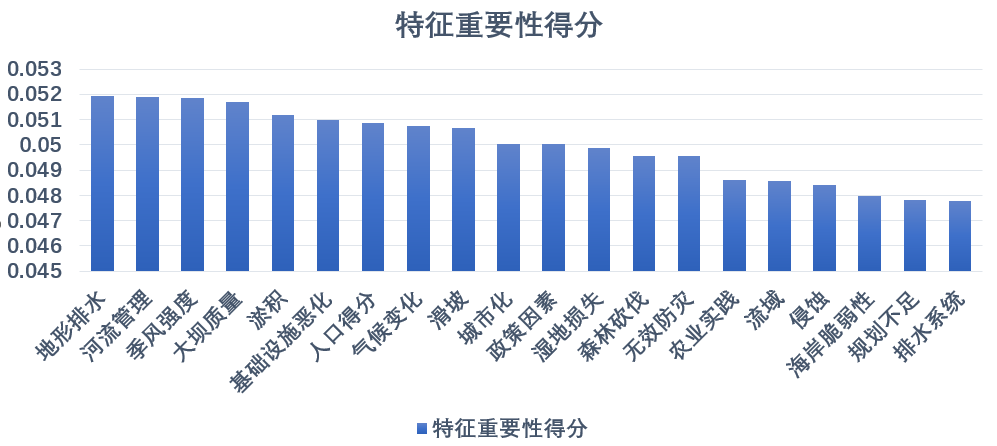 特征重要性得分
0.053
0.052
0.051
0.05
0.049
0.048
0.047
0.046
0.045
地形排水
河流管理
季风强度
大坝质量
淤积
基础设施恶化
人口得分
气候变化
滑坡
城市化
政策因素
湿地损失
森林砍伐
无效防灾
农业实践
流域
侵蚀
海岸脆弱性
规划不足
排水系统
特征重要性得分